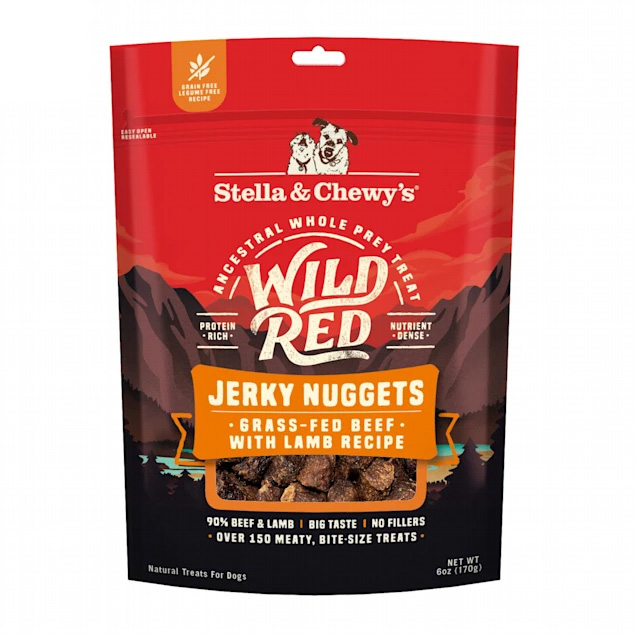 GRAIN FREE
LEGUME FREE
RECIPE
EASY OPEN
RESEALABLE
Stella & Chewy's®
ANCESTRAL WHOLE PREY TREAT
WILD
RED
PROTEIN
• RICH •
NUTRIENT
• DENSE •
JERKY NUGGETS
• GRASS-FED BEEF •
WITH LAMB RECIPE
90% BEEF & LAMB | BIG TASTE | NO FILLERS
• OVER 150 MEATY, BITE-SIZE TREATS •
Natural Treats For Dogs
NET WT
6oz (170g)